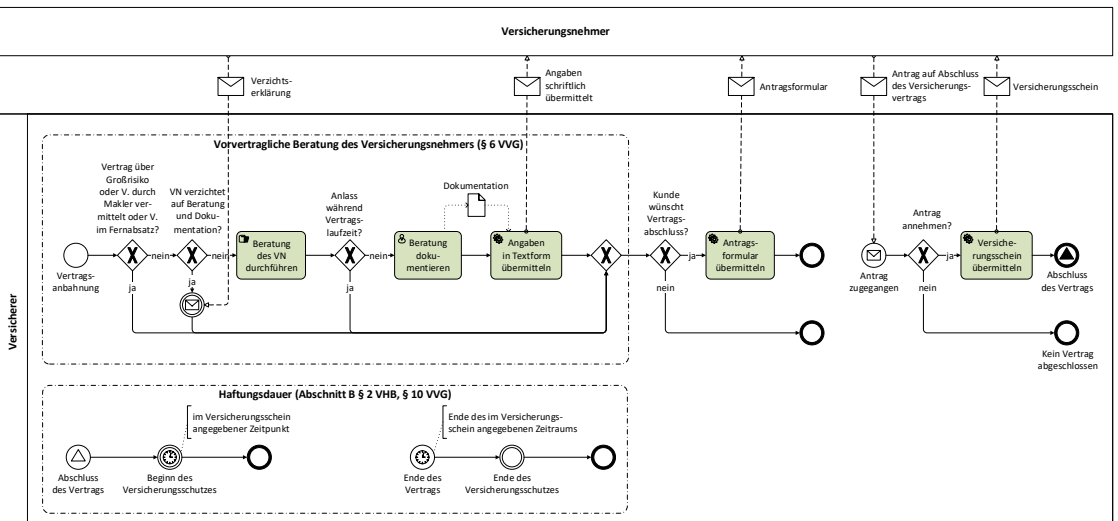 Versicherungsnehmer
Verzichts-
erklärung
Angaben
schriftlich
übermittelt
Antragsformular
Antrag auf Abschluss
des Versicherungs-
vertrags
Versicherungsschein
Versicherer
Vorvertragliche Beratung des Versicherungsnehmers (§ 6 VVG)
Vertrag über
Großrisiko
oder V. durch
Makler ver-
mittelt oder V.
im Fernabsatz?
VN verzichtet
auf Beratung
und Doku-
mentation?
Anlass
während
Vertrags-
laufzeit?
Dokumentation
Kunde
wünscht
Vertrags-
abschluss?
Antrag
annehmen?
Vertrags-
anbahnung
nein
ja
nein
ja
Beratung
des VN
durchführen
nein
ja
Beratung
doku-
mentieren
Angaben
in Textform
übermitteln
ja
nein
Antrags-
formular
übermitteln
Antrag
zugegangen
ja
nein
Versiche-
rungsschein
übermitteln
Abschluss
des Vertrags
Kein Vertrag
abgeschlossen
Haftungsdauer (Abschnitt B § 2 VHB, § 10 VVG)
im Versicherungsschein
angegebener Zeitpunkt
Ende des im Versicherungs-
schein angegebenen Zeitraums
Abschluss
des Vertrags
Beginn des
Versicherungsschutzes
Ende des
Vertrags
Ende des
Versicherungsschutzes